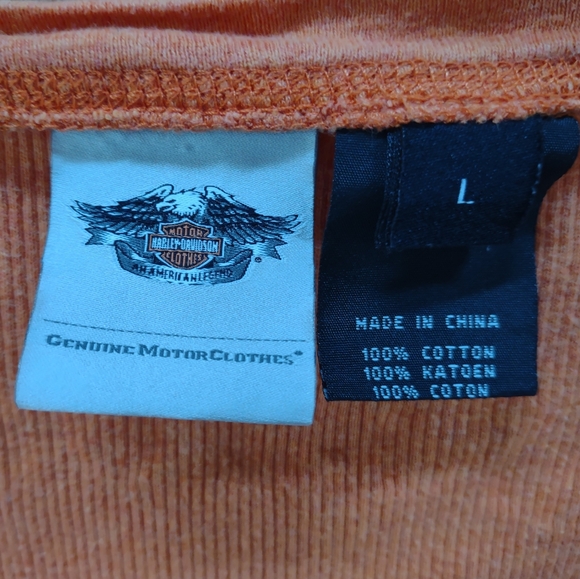 MOTOR
HARLEY-DAVIDSON
CLOTHES
AN AMERICAN LEGEND
®
GENUINE MOTORCLOTHES®
L
MADE IN CHINA
100% COTTON
100% KATOEN
100% COTON